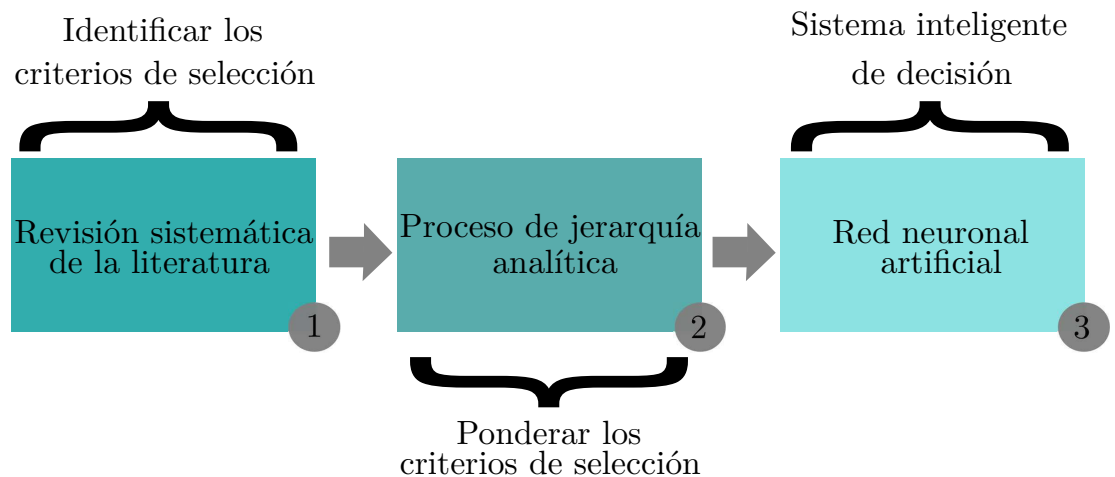 Identificar los
criterios de selección
Revisión sistemática
de la literatura
1
Proceso de jerarquía
analítica
2
Ponderar los
criterios de selección
Sistema inteligente
de decisión
Red neuronal
artificial
3